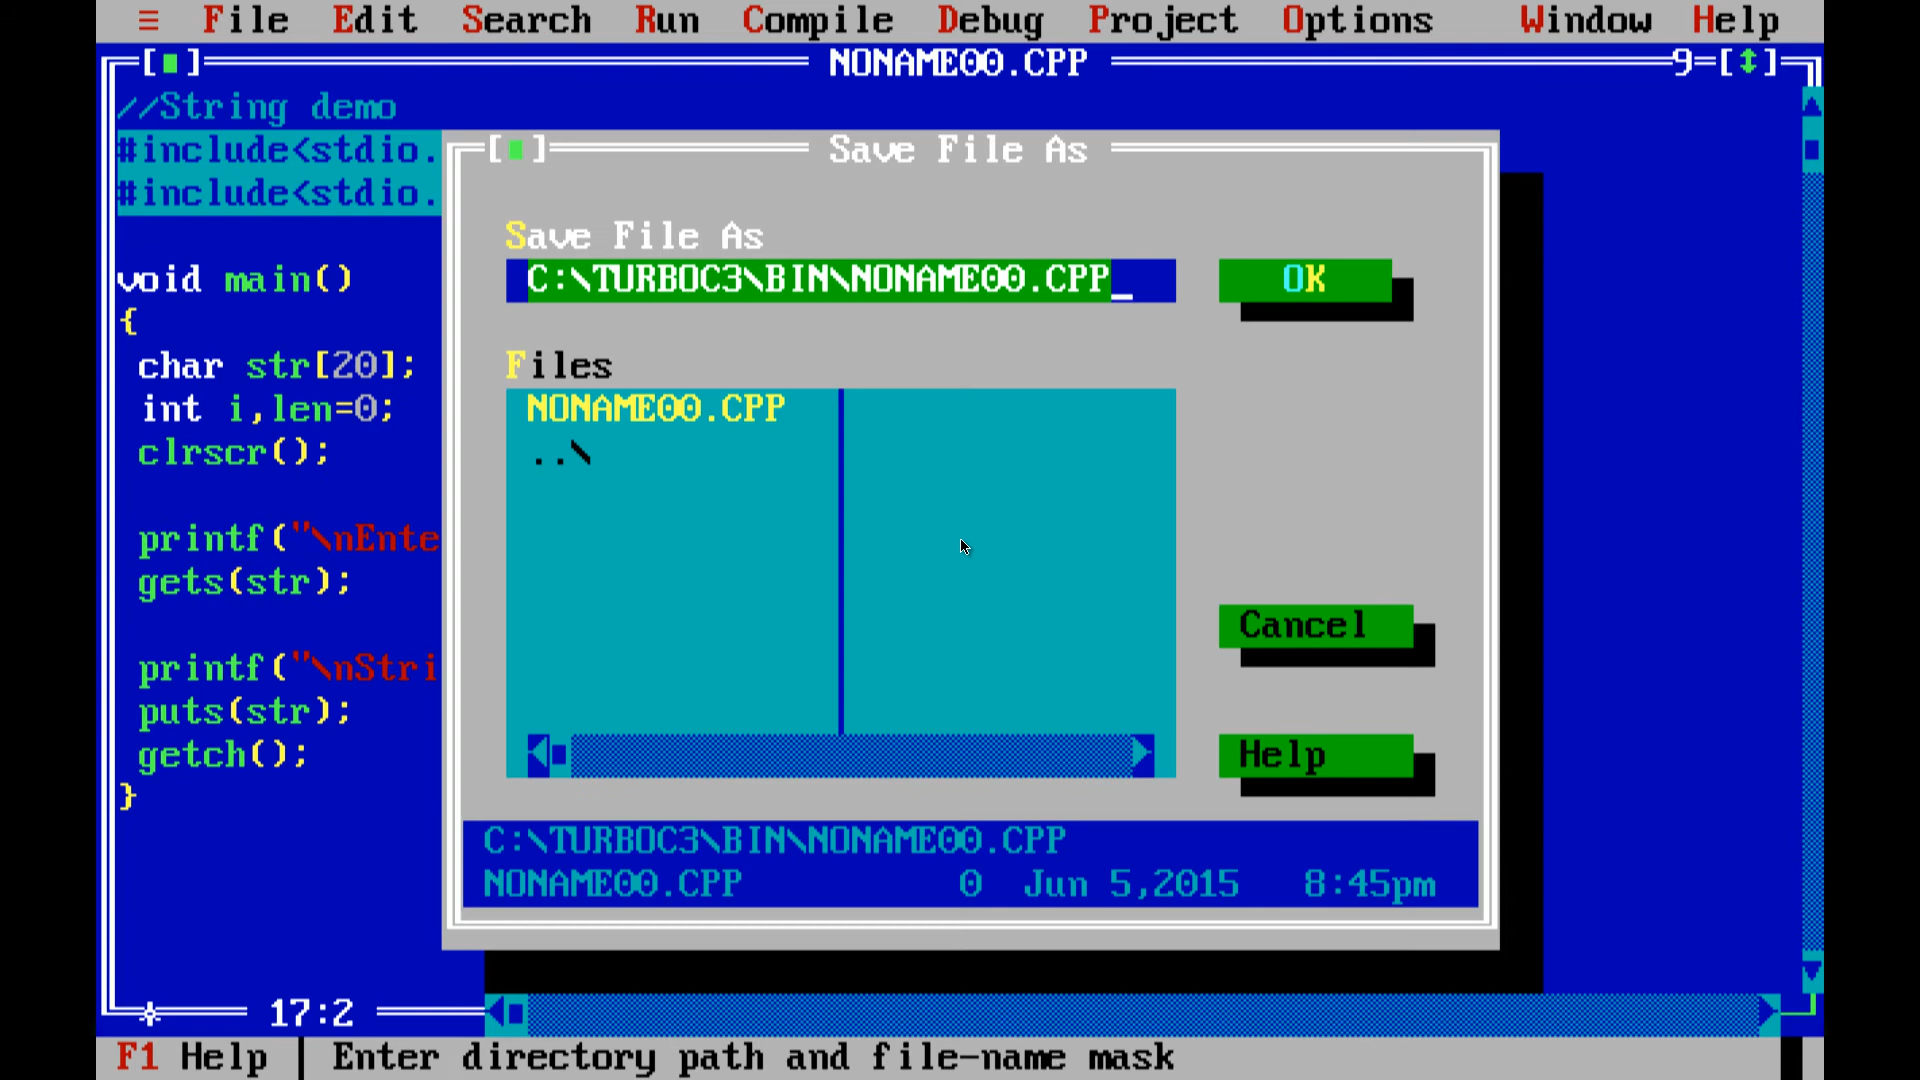 ≡ File Edit Search Run Compile Debug Project Options Window Help
[■] NONAME00.CPP 9=[↕]
//String demo
#include<stdio.
#include<stdio.
void main()
{
char str[20];
int i,len=0;
clrscr();
printf("\nEnte
gets(str);
printf("\nStri
puts(str);
getch();
}
17:2
[■] Save File As
Save File As
C:\TURBOC3\BIN\NONAME00.CPP
OK
Files
NONAME00.CPP
..\
Cancel
Help
C:\TURBOC3\BIN\NONAME00.CPP
NONAME00.CPP 0 Jun 5,2015 8:45pm
F1 Help │ Enter directory path and file-name mask